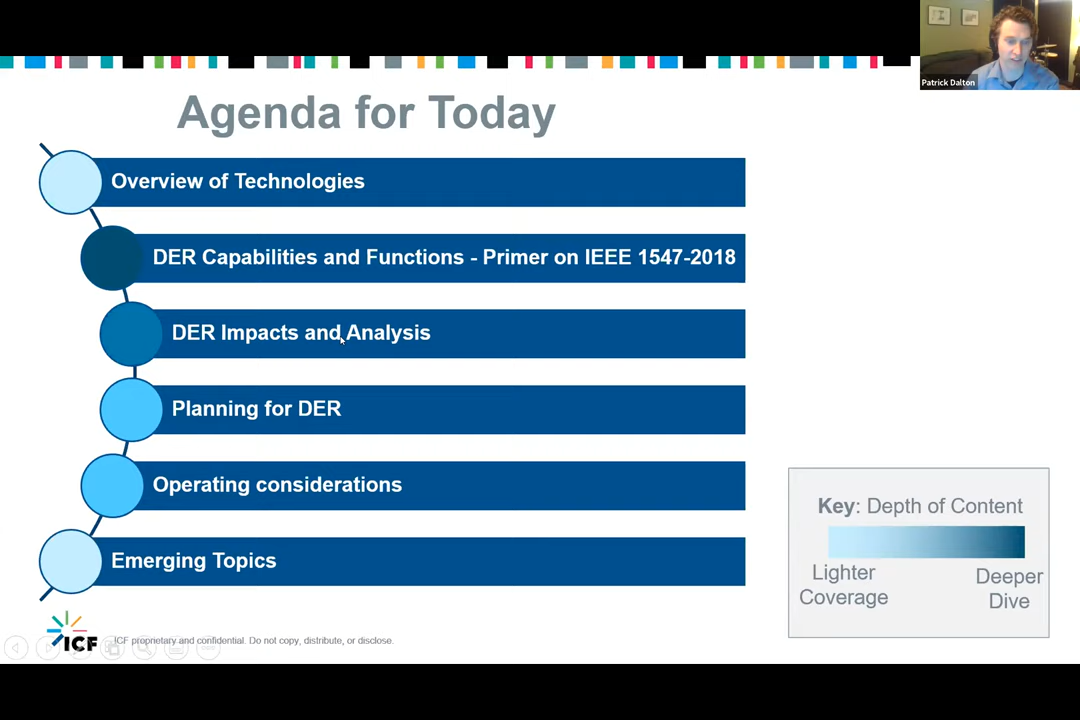 Patrick Dalton
Agenda for Today
Overview of Technologies
DER Capabilities and Functions - Primer on IEEE 1547-2018
DER Impacts and Analysis
Planning for DER
Operating considerations
Emerging Topics
Key: Depth of Content
Lighter
Coverage
Deeper
Dive
ICF
ICF proprietary and confidential. Do not copy, distribute, or disclose.